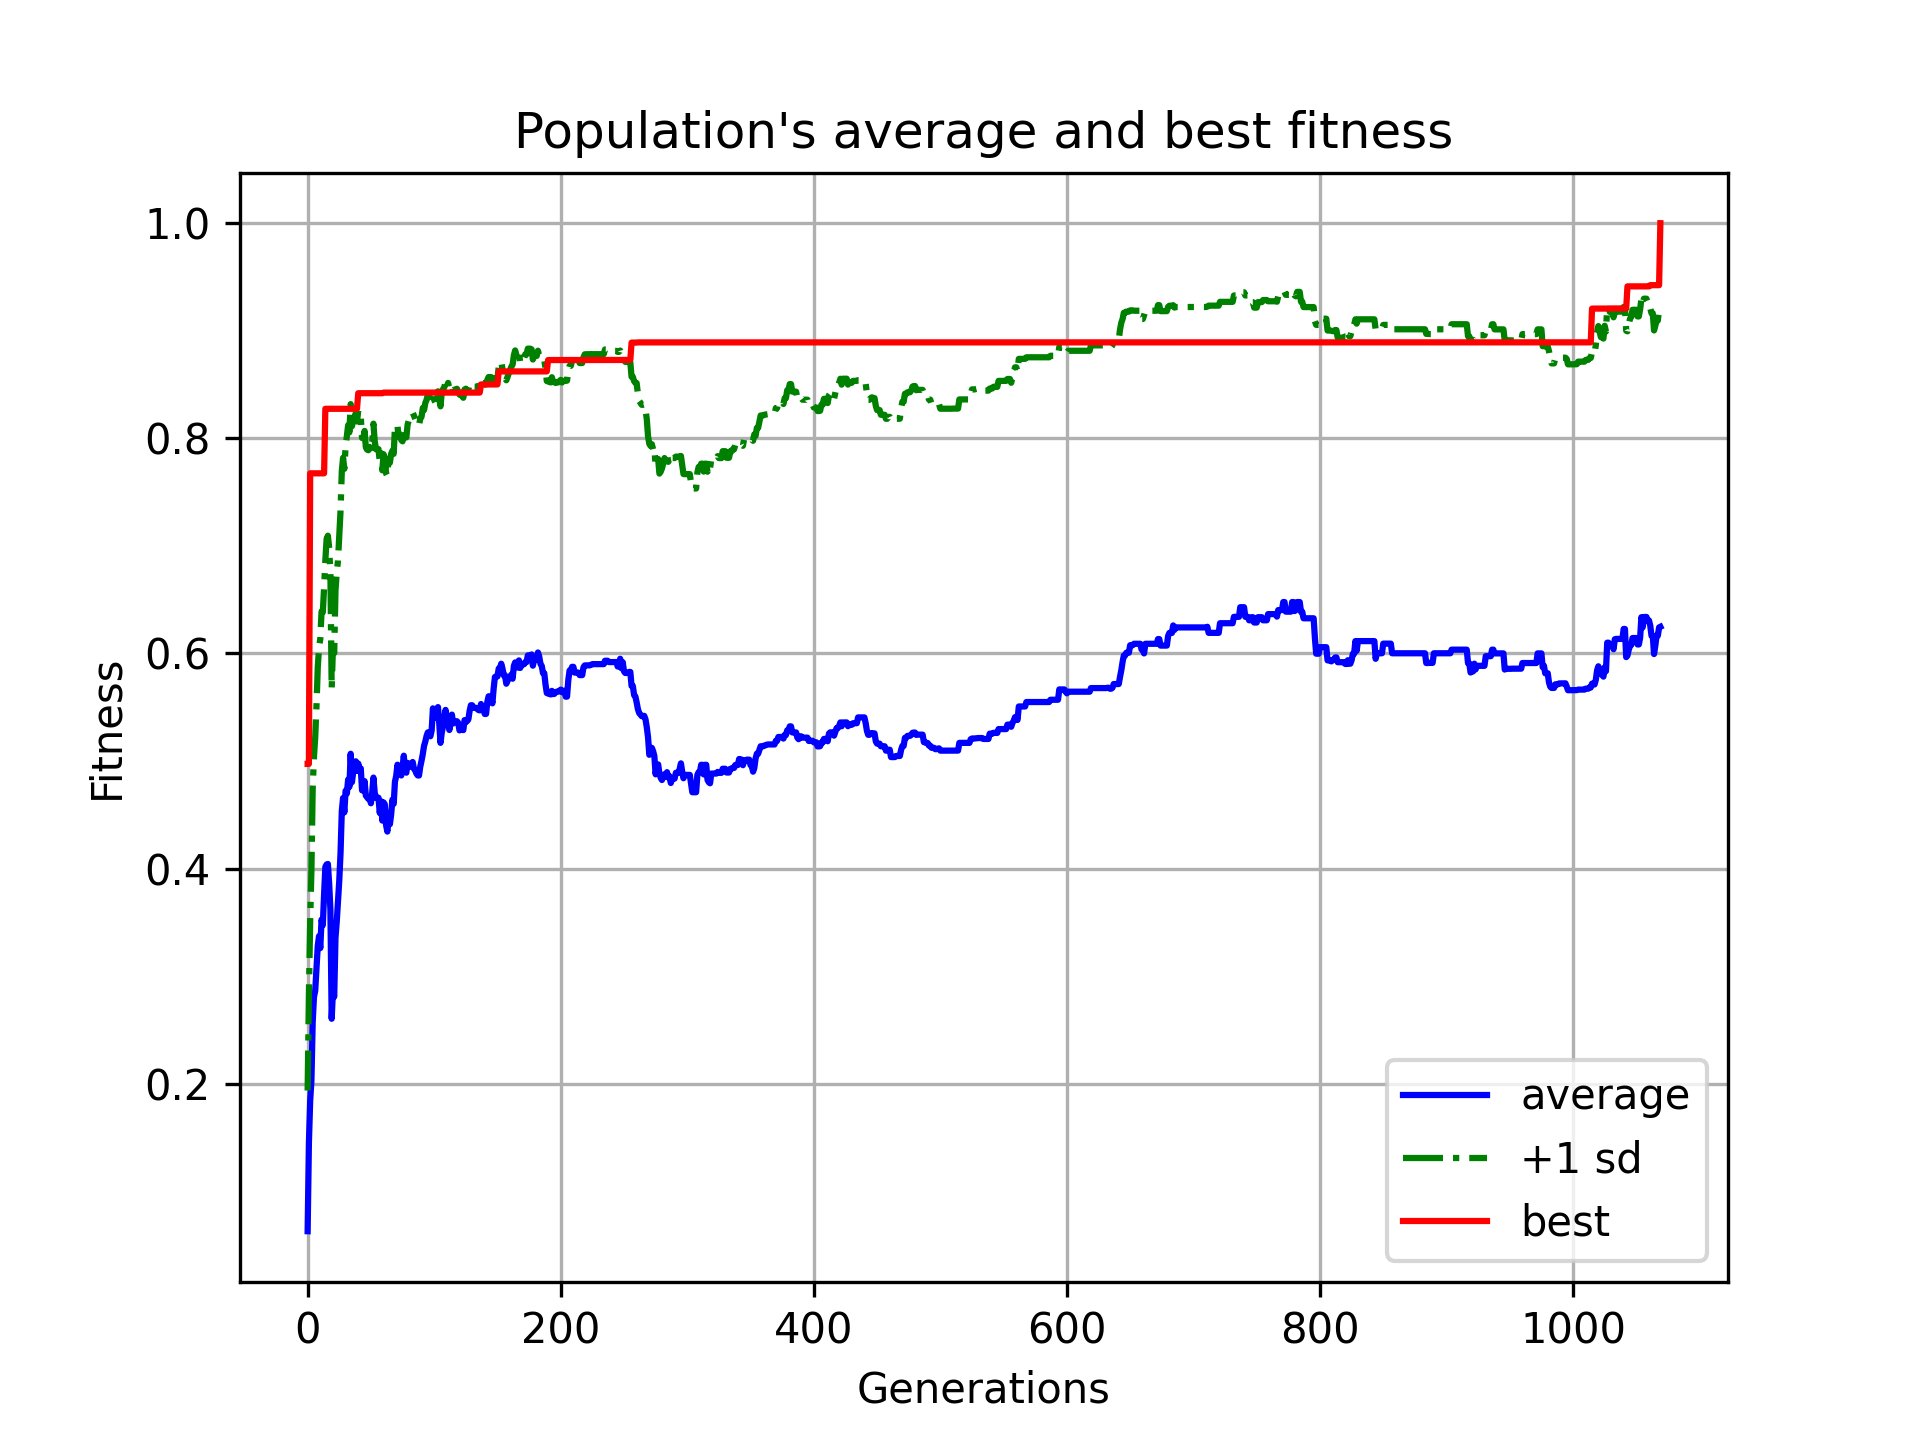 Population's average and best fitness
1.0
0.8
0.6
0.4
0.2
Fitness
0 200 400 600 800 1000
Generations
average
+1 sd
best